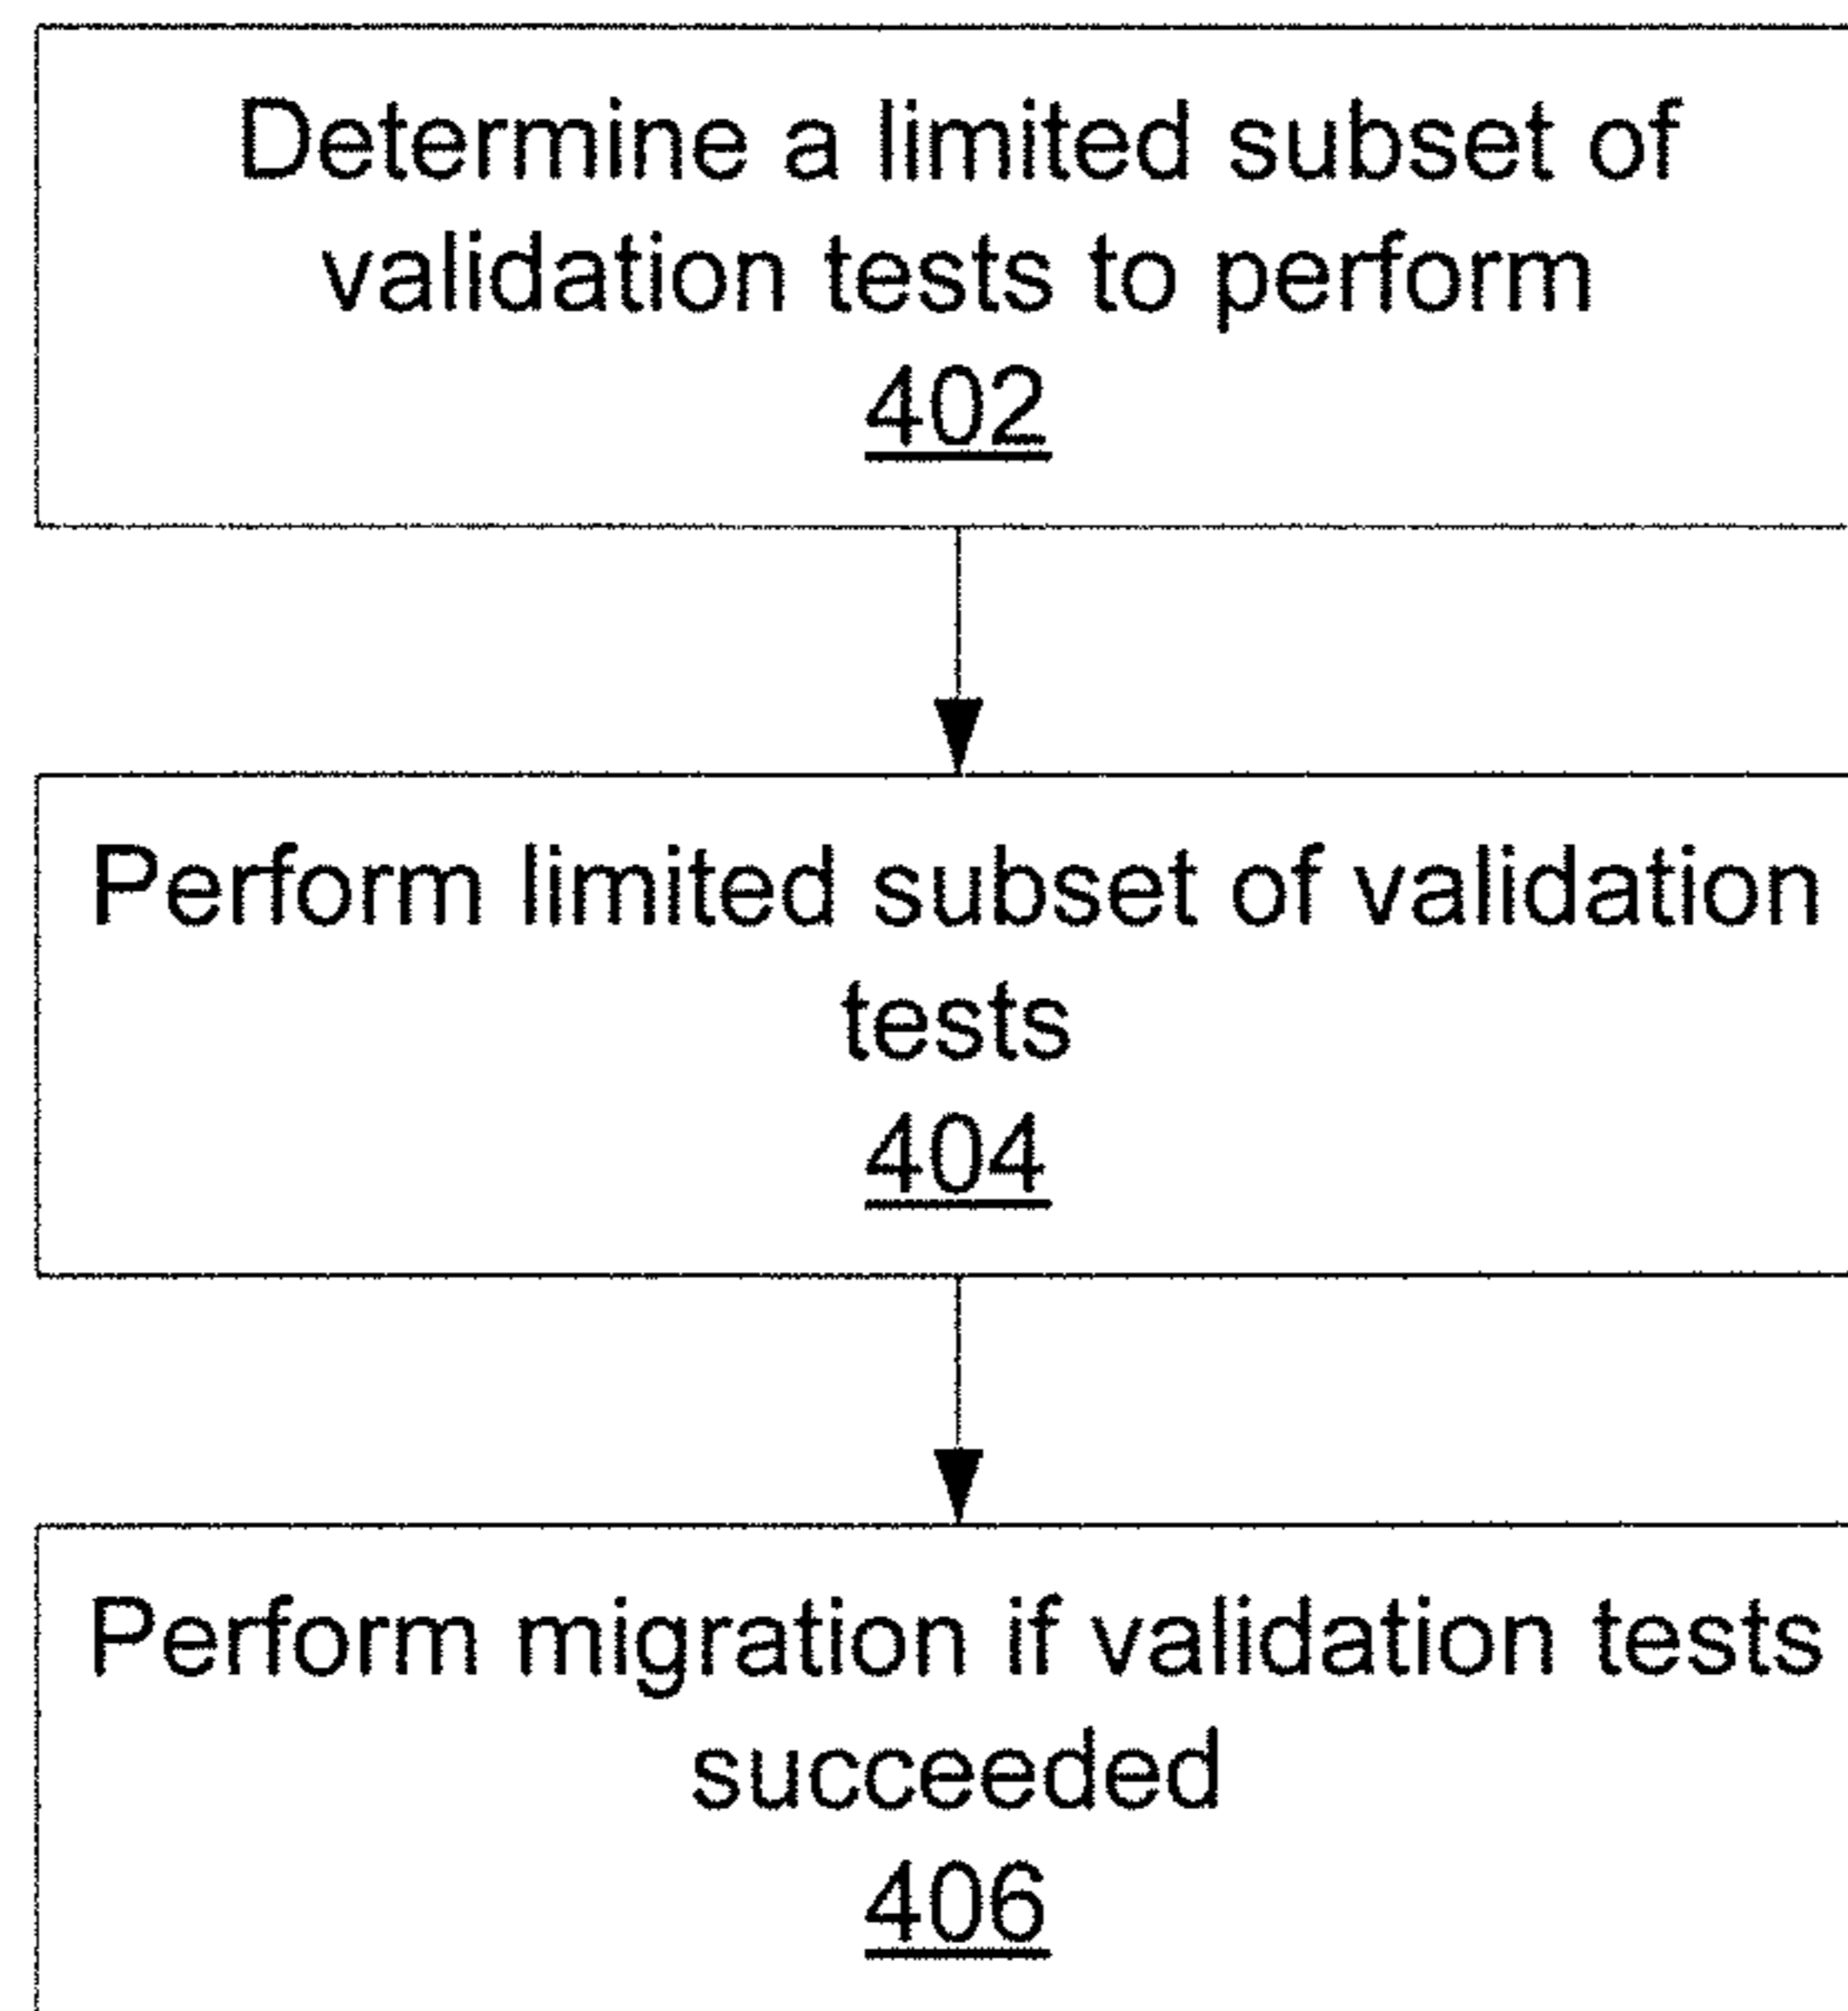 Determine a limited subset of
validation tests to perform
402
Perform limited subset of validation
tests
404
Perform migration if validation tests
succeeded
406